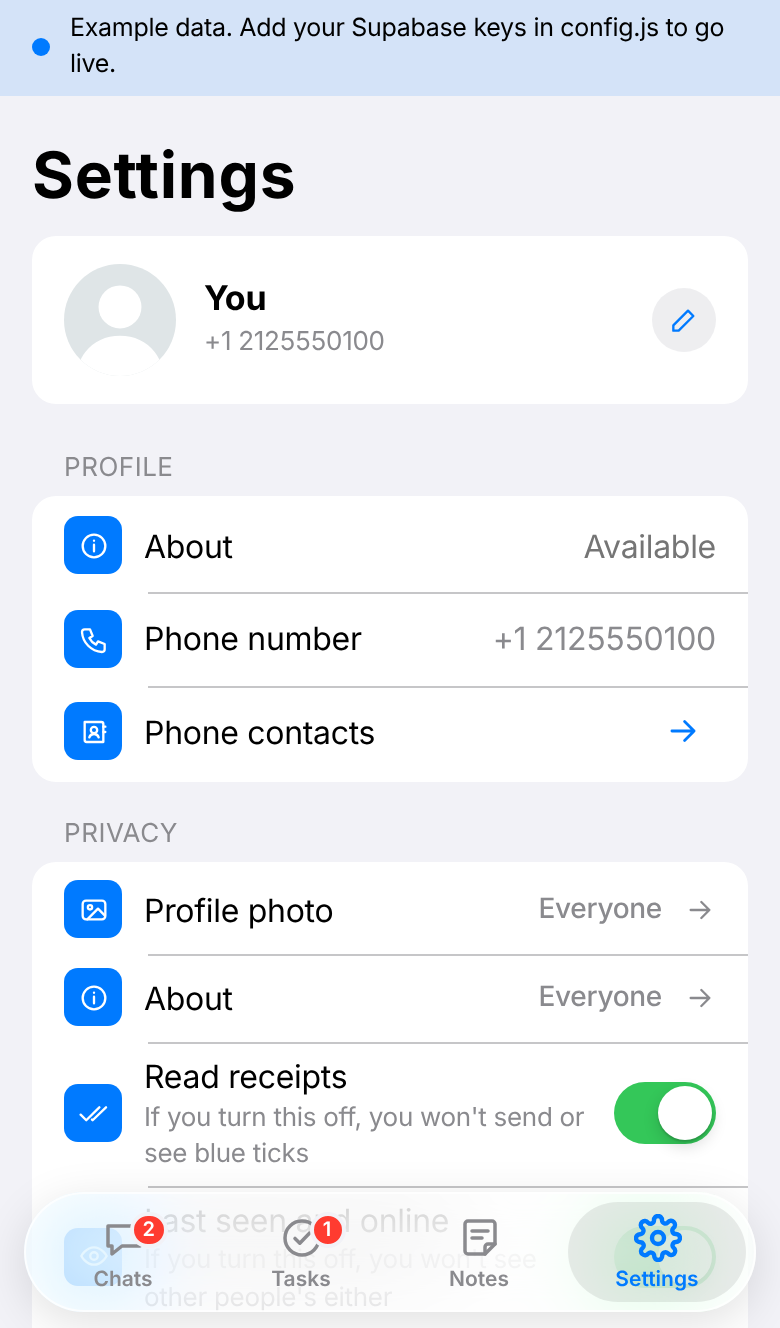 Example data. Add your Supabase keys in config.js to go
live.
Settings
You
+1 2125550100
PROFILE
About
Available
Phone number
+1 2125550100
Phone contacts
PRIVACY
Profile photo
Everyone
About
Everyone
Read receipts
If you turn this off, you won't send or
see blue ticks
Last seen and online
If you turn this off, you won't see
other people's either
2
1
Chats
Tasks
Notes
Settings